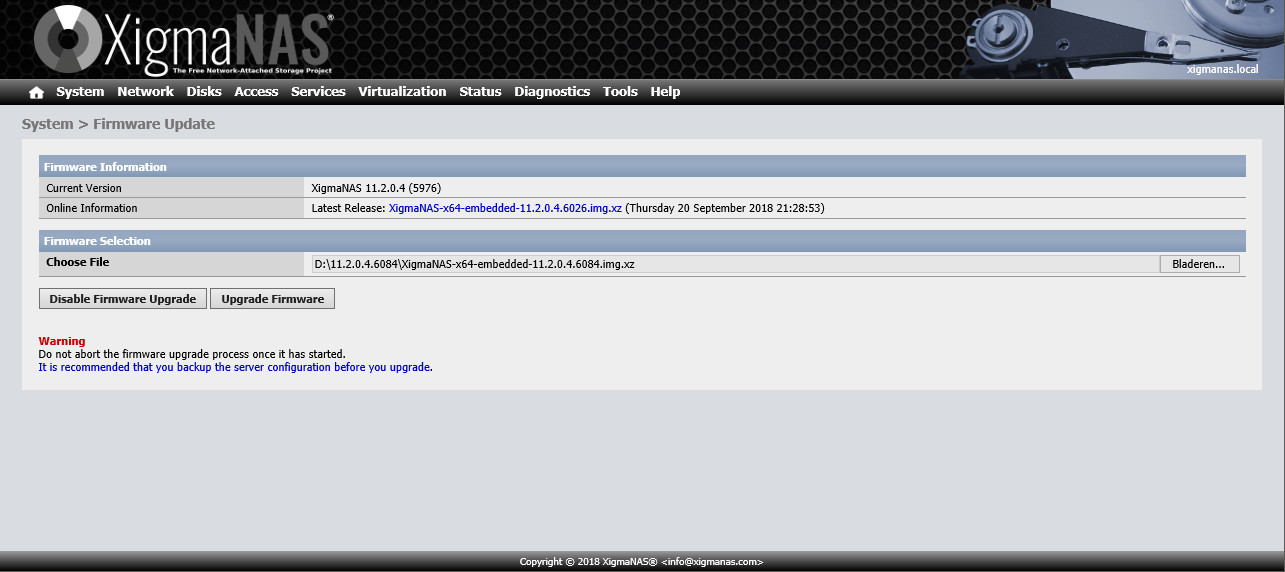 XigmaNAS®
The Free Network-Attached Storage Project
xigmanas.local
System Network Disks Access Services Virtualization Status Diagnostics Tools Help
System > Firmware Update
Firmware Information
Current Version XigmaNAS 11.2.0.4 (5976)
Online Information Latest Release: XigmaNAS-x64-embedded-11.2.0.4.6026.img.xz (Thursday 20 September 2018 21:28:53)
Firmware Selection
Choose File D:\11.2.0.4.6084\XigmaNAS-x64-embedded-11.2.0.4.6084.img.xz Bladeren...
Disable Firmware Upgrade Upgrade Firmware
Warning
Do not abort the firmware upgrade process once it has started.
It is recommended that you backup the server configuration before you upgrade.
Copyright © 2018 XigmaNAS® <info@xigmanas.com>